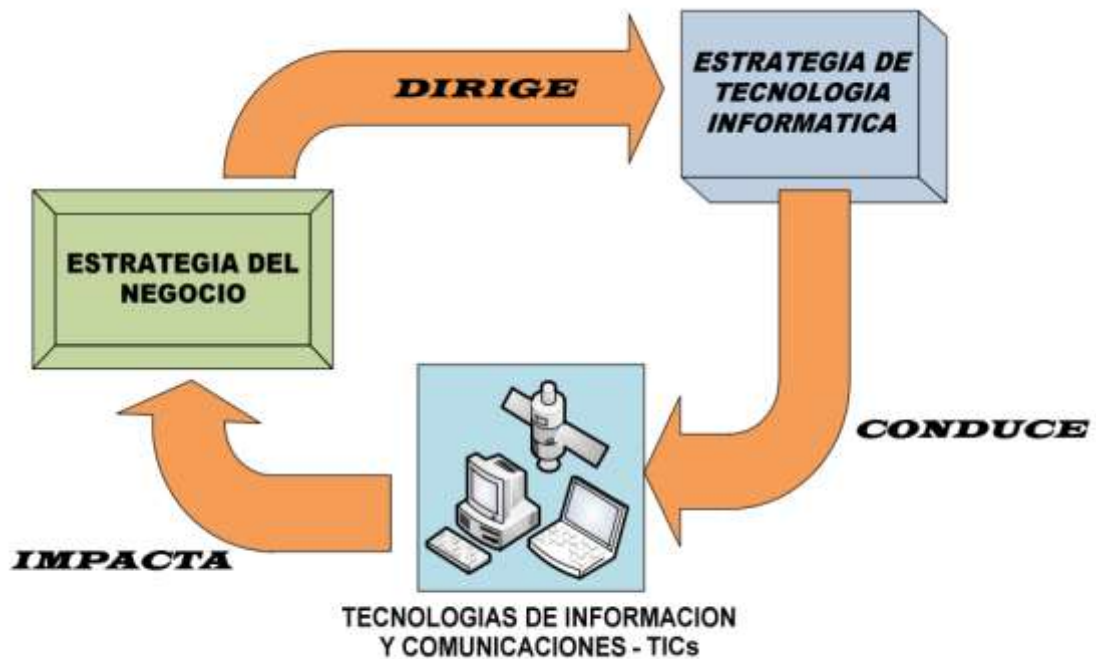 DIRIGE
ESTRATEGIA DE
TECNOLOGIA
INFORMATICA
ESTRATEGIA DEL
NEGOCIO
CONDUCE
IMPACTA
TECNOLOGIAS DE INFORMACION
Y COMUNICACIONES - TICs